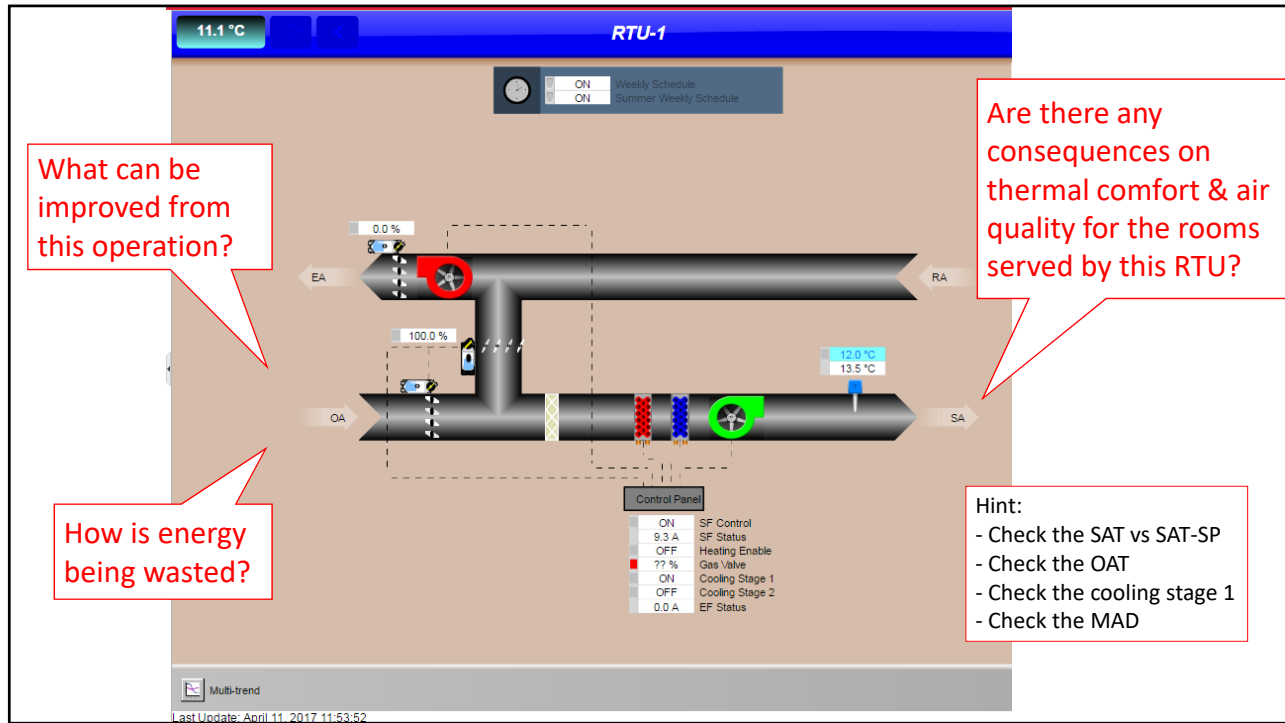 11.1 °C
RTU-1
ON Weekly Schedule
ON Summer Weekly Schedule
What can be
improved from
this operation?
Are there any
consequences on
thermal comfort & air
quality for the rooms
served by this RTU?
0.0 %
EA
RA
100.0 %
12.0 °C
13.5 °C
OA
SA
How is energy
being wasted?
Control Panel
ON SF Control
9.3 A SF Status
OFF Heating Enable
?? % Gas Valve
ON Cooling Stage 1
OFF Cooling Stage 2
0.0 A EF Status
Hint:
- Check the SAT vs SAT-SP
- Check the OAT
- Check the cooling stage 1
- Check the MAD
Multi-trend
Last Update: April 11, 2017 11:53:52